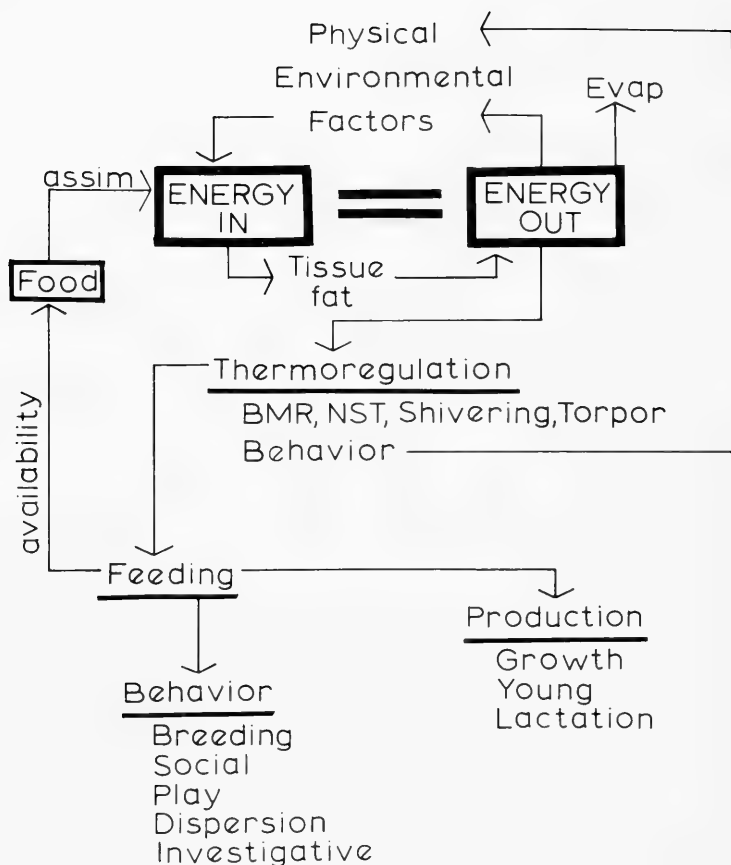 Physical
Environmental
Factors
Evap
assim
ENERGY
IN
ENERGY
OUT
Tissue
fat
Food
Thermoregulation
BMR, NST, Shivering,Torpor
Behavior
availability
Feeding
Production
Growth
Young
Lactation
Behavior
Breeding
Social
Play
Dispersion
Investigative